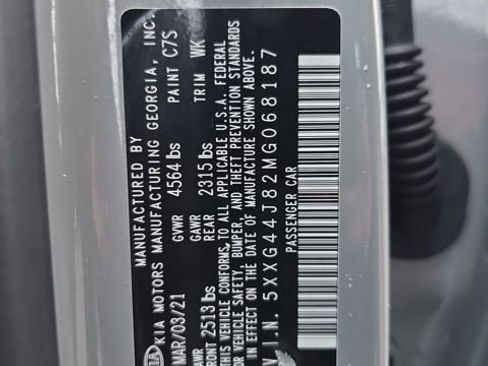 MANUFACTURED BY
KIA KIA MOTORS MANUFACTURING GEORGIA, INC.
MAR/03/21 GVWR 4564 lbs PAINT C7S
GAWR GAWR
FRONT 2513 lbs REAR 2315 lbs TRIM WK
THIS VEHICLE CONFORMS TO ALL APPLICABLE U.S.A. FEDERAL
MOTOR VEHICLE SAFETY, BUMPER, AND THEFT PREVENTION STANDARDS
IN EFFECT ON THE DATE OF MANUFACTURE SHOWN ABOVE.
V.I.N. 5XXG44J82MG068187
PASSENGER CAR